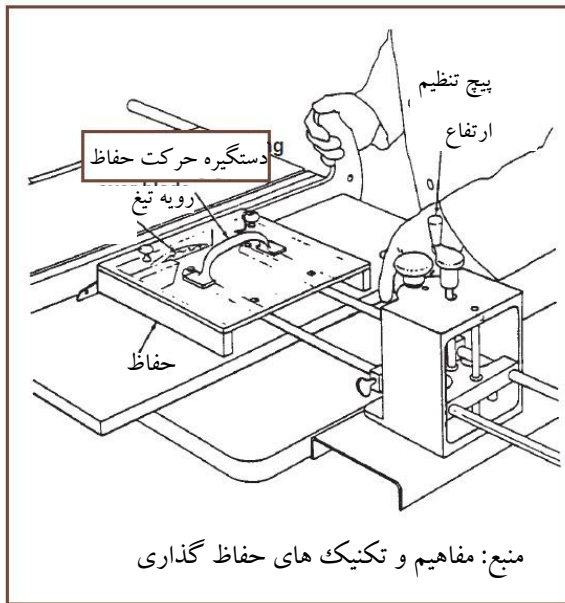 پیچ تنظیم
ارتفاع
دستگیره حرکت حفاظ
رویه تیغ
حفاظ
منبع: مفاهیم و تکنیک های حفاظ گذاری